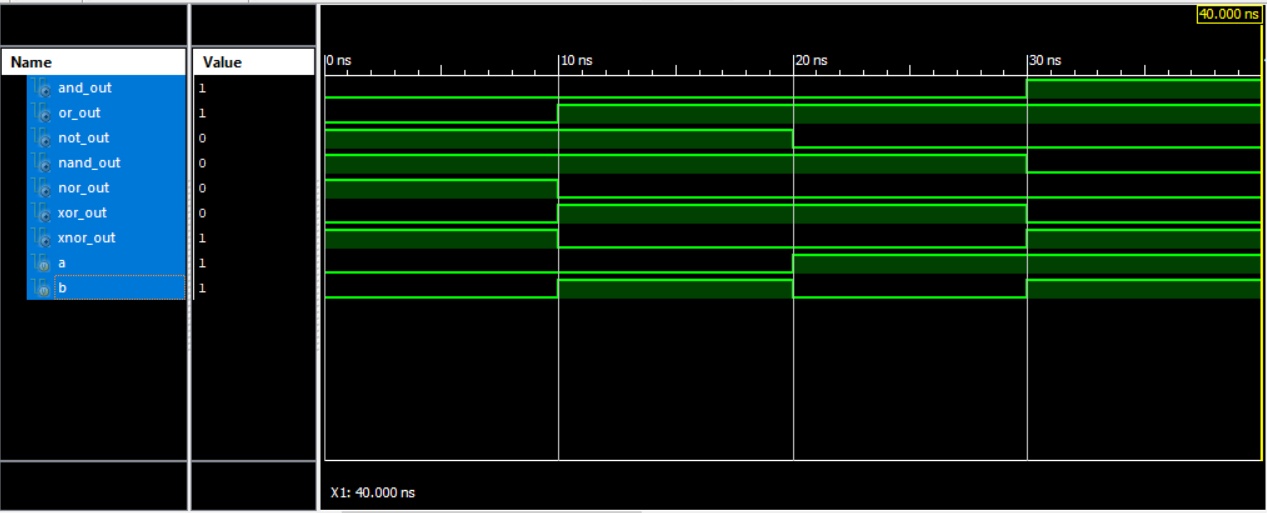 40.000 ns
Name Value
0 ns 10 ns 20 ns 30 ns
and_out 1
or_out 1
not_out 0
nand_out 0
nor_out 0
xor_out 0
xnor_out 1
a 1
b 1
X1: 40.000 ns